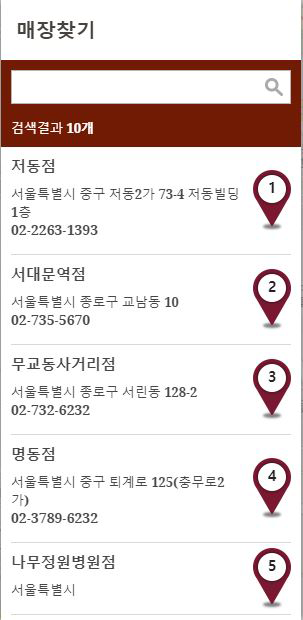 매장찾기
검색결과 10개
저동점
서울특별시 중구 저동2가 73-4 저동빌딩
1층
02-2263-1393
1
서대문역점
서울특별시 종로구 교남동 10
02-735-5670
2
무교동사거리점
서울특별시 종로구 서린동 128-2
02-732-6232
3
명동점
서울특별시 중구 퇴계로 125(충무로2
가)
02-3789-6232
4
나무정원병원점
서울특별시
5